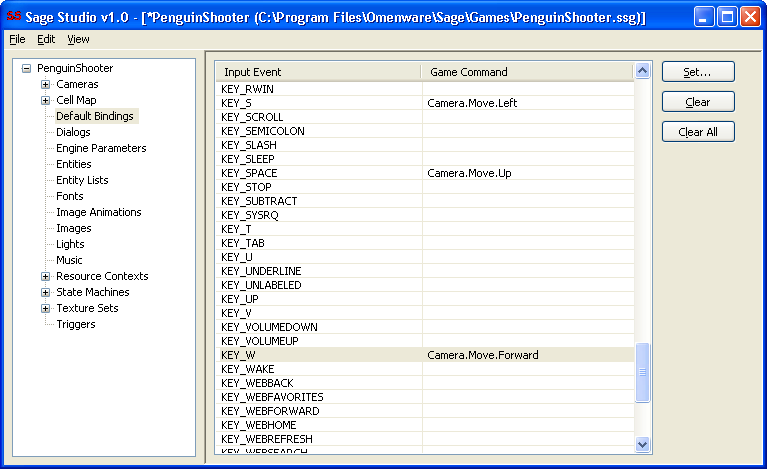 SS Sage Studio v1.0 - [*PenguinShooter (C:\Program Files\Omenware\Sage\Games\PenguinShooter.ssg)]
File Edit View
PenguinShooter
Cameras
Cell Map
Default Bindings
Dialogs
Engine Parameters
Entities
Entity Lists
Fonts
Image Animations
Images
Lights
Music
Resource Contexts
State Machines
Texture Sets
Triggers
Input Event Game Command
KEY_RWIN
KEY_S Camera.Move.Left
KEY_SCROLL
KEY_SEMICOLON
KEY_SLASH
KEY_SLEEP
KEY_SPACE Camera.Move.Up
KEY_STOP
KEY_SUBTRACT
KEY_SYSRQ
KEY_T
KEY_TAB
KEY_U
KEY_UNDERLINE
KEY_UNLABELED
KEY_UP
KEY_V
KEY_VOLUMEDOWN
KEY_VOLUMEUP
KEY_W Camera.Move.Forward
KEY_WAKE
KEY_WEBBACK
KEY_WEBFAVORITES
KEY_WEBFORWARD
KEY_WEBHOME
KEY_WEBREFRESH
KEY_WEBSEARCH
Set...
Clear
Clear All